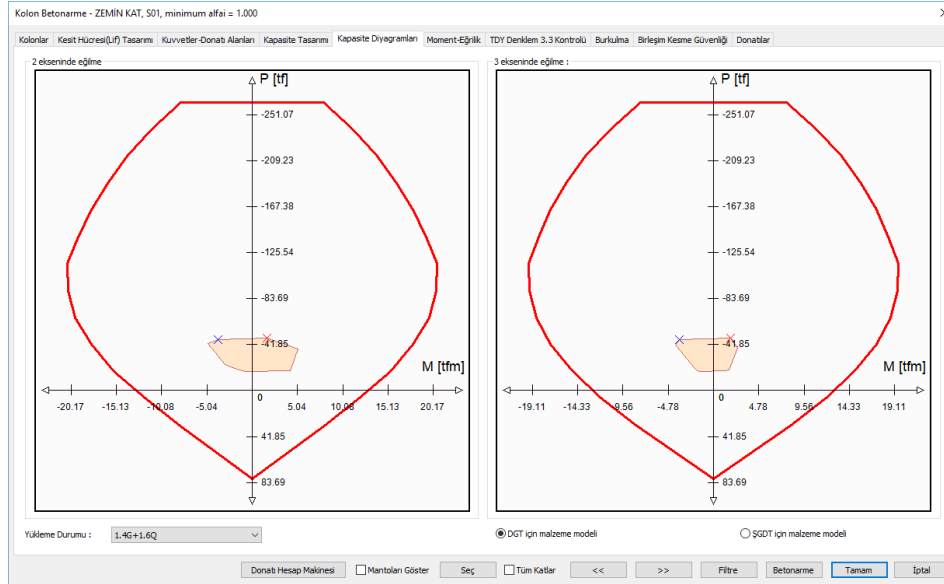 Kolon Betonarme - ZEMİN KAT, S01, minimum alfai = 1.000
Kolonlar Kesit Hücresi(Lif) Tasarımı Kuvvetler-Donatı Alanları Kapasite Tasarımı Kapasite Diyagramları Moment-Eğrilik TDY Denklem 3.3 Kontrolü Burkulma Birleşim Kesme Güvenliği Donatılar
2 ekseninde eğilme
P [tf]
-251.07
-209.23
-167.38
-125.54
-83.69
-41.85
M [tfm]
0
-20.17 -15.13 -10.08 -5.04 5.04 10.08 15.13 20.17
41.85
83.69
3 ekseninde eğilme :
P [tf]
-251.07
-209.23
-167.38
-125.54
-83.69
-41.85
M [tfm]
0
-19.11 -14.33 -9.56 -4.78 4.78 9.56 14.33 19.11
41.85
83.69
Yükleme Durumu : 1.4G+1.6Q
DGT için malzeme modeli ŞGDT için malzeme modeli
Donatı Hesap Makinesi Mantoları Göster Seç Tüm Katlar << >> Filtre Betonarme Tamam İptal